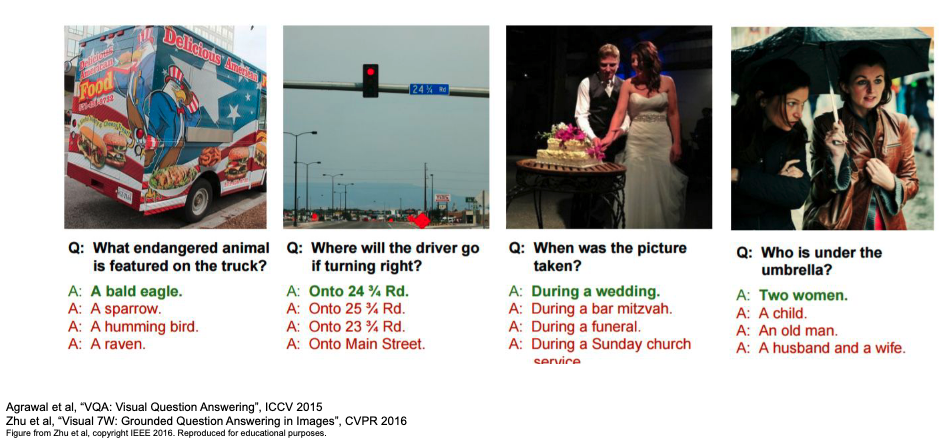 Delicious American
Delicious
American
Food
24 ¾ Rd
Q: What endangered animal
is featured on the truck?
A: A bald eagle.
A: A sparrow.
A: A humming bird.
A: A raven.
Q: Where will the driver go
if turning right?
A: Onto 24 ¾ Rd.
A: Onto 25 ¾ Rd.
A: Onto 23 ¾ Rd.
A: Onto Main Street.
Q: When was the picture
taken?
A: During a wedding.
A: During a bar mitzvah.
A: During a funeral.
A: During a Sunday church
service
Q: Who is under the
umbrella?
A: Two women.
A: A child.
A: An old man.
A: A husband and a wife.
Agrawal et al, “VQA: Visual Question Answering”, ICCV 2015
Zhu et al, “Visual 7W: Grounded Question Answering in Images”, CVPR 2016
Figure from Zhu et al, copyright IEEE 2016. Reproduced for educational purposes.